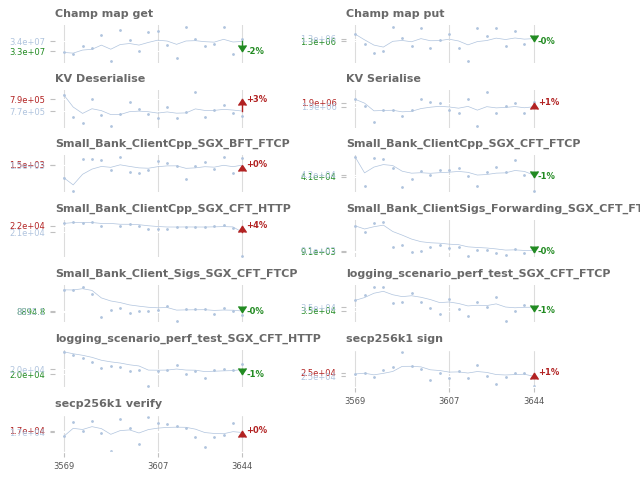 Champ map get
3.4e+07
3.3e+07
-2%
Champ map put
1.3e+06
-0%
KV Deserialise
7.9e+05
7.7e+05
+3%
KV Serialise
1.9e+06
+1%
Small_Bank_ClientCpp_SGX_BFT_FTCP
1.5e+03
+0%
Small_Bank_ClientCpp_SGX_CFT_FTCP
4.1e+04
-1%
Small_Bank_ClientCpp_SGX_CFT_HTTP
2.2e+04
2.1e+04
+4%
Small_Bank_ClientSigs_Forwarding_SGX_CFT_FT
9.1e+03
-0%
Small_Bank_Client_Sigs_SGX_CFT_FTCP
-0%
logging_scenario_perf_test_SGX_CFT_FTCP
3.5e+04
-1%
logging_scenario_perf_test_SGX_CFT_HTTP
2.0e+04
-1%
secp256k1 sign
2.5e+04
+1%
3569 3607 3644
secp256k1 verify
1.7e+04
+0%
3569 3607 3644